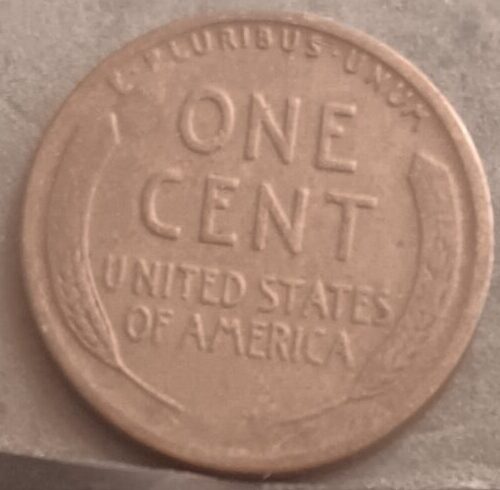 E·PLURIBUS·UNUM
ONE
CENT
UNITED STATES
OF AMERICA